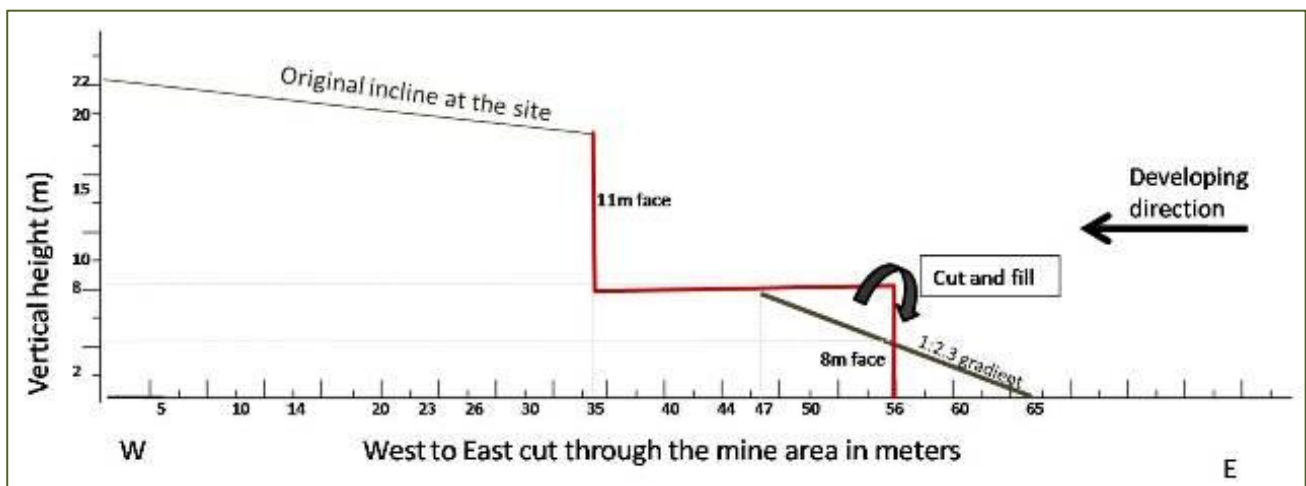 22
Original incline at the site
20
15
11m face
Developing
direction
10
8
Cut and fill
1:2.3 gradient
8m face
2
Vertical height (m)
5 10 14 20 23 26 30 35 40 44 47 50 56 60 65
W West to East cut through the mine area in meters E